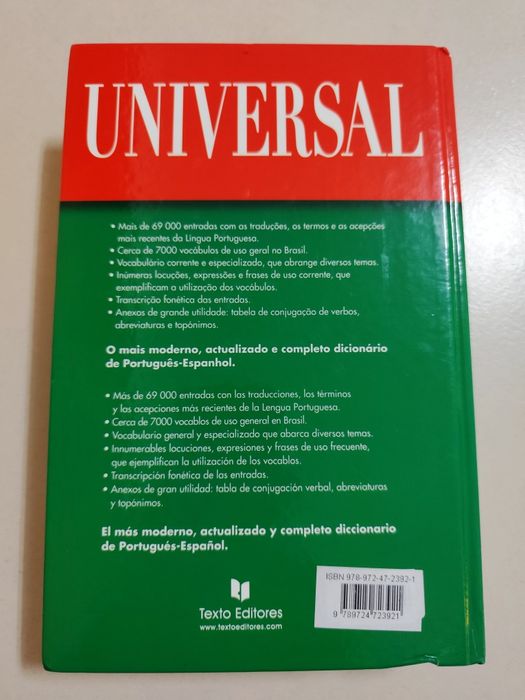 UNIVERSAL
• Mais de 69 000 entradas com as traduções, os termos e as acepções
mais recentes da Língua Portuguesa.
• Cerca de 7000 vocábulos de uso geral no Brasil.
• Vocabulário corrente e especializado, que abrange diversos temas.
• Inúmeras locuções, expressões e frases de uso corrente, que
exemplificam a utilização dos vocábulos.
• Transcrição fonética das entradas.
• Anexos de grande utilidade: tabela de conjugação de verbos,
abreviaturas e topónimos.
O mais moderno, actualizado e completo dicionário
de Português-Espanhol.
• Más de 69 000 entradas con las traducciones, los términos
y las acepciones más recientes de la Lengua Portuguesa.
• Cerca de 7000 vocablos de uso general en Brasil.
• Vocabulario general y especializado que abarca diversos temas.
• Innumerables locuciones, expresiones y frases de uso frecuente,
que ejemplifican la utilización de los vocablos.
• Transcripción fonética de las entradas.
• Anexos de gran utilidad: tabla de conjugación verbal, abreviaturas
y topónimos.
El más moderno, actualizado y completo diccionario
de Portugués-Español.
Texto Editores
www.textoeditores.com
ISBN 978-972-47-2392-1
9 789724 723921